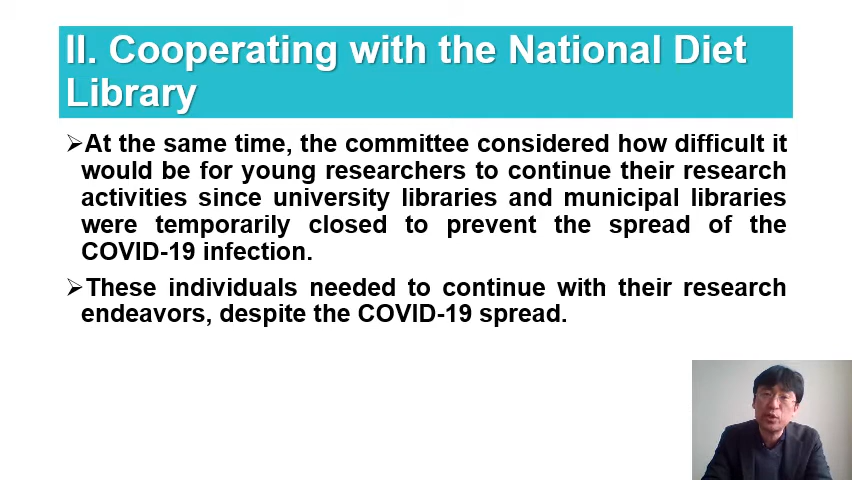 II. Cooperating with the National Diet
Library
➢At the same time, the committee considered how difficult it
would be for young researchers to continue their research
activities since university libraries and municipal libraries
were temporarily closed to prevent the spread of the
COVID-19 infection.
➢These individuals needed to continue with their research
endeavors, despite the COVID-19 spread.